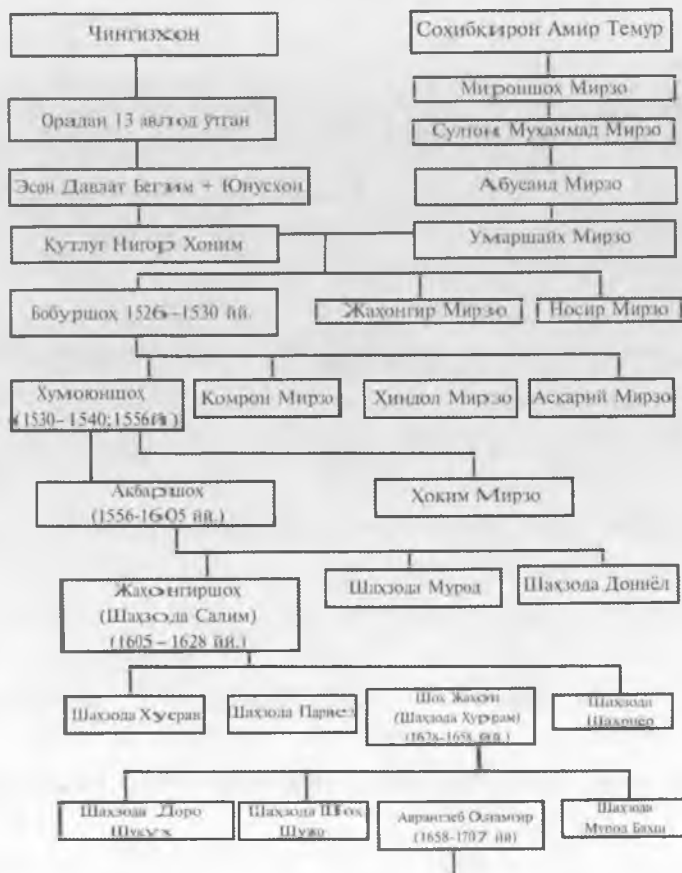 Чингизхон
Соҳибқирон Амир Темур
Мироншоҳ Мирзо
Орадан 13 авлод ўтган
Султон Муҳаммад Мирзо
Эсон Давлат Бегим + Юнусхон
Абусаид Мирзо
Қутлуғ Нигор Хоним
Умаршайх Мирзо
Бобуршоҳ 1526–1530 йй.
Жаҳонгир Мирзо
Носир Мирзо
Ҳумоюншоҳ
(1530–1540; 1556й)
Комрон Мирзо
Ҳиндол Мирзо
Аскарий Мирзо
Акбаршоҳ
(1556-1605 йй.)
Ҳоким Мирзо
Жаҳонгиршоҳ
(Шаҳзода Салим)
(1605 – 1628 йй.)
Шаҳзода Мурод
Шаҳзода Дониёл
Шаҳзода Хусрав
Шаҳзода Парвез
Шоҳ Жаҳон
(Шаҳзода Хуррам)
(1628-1658 йй.)
Шаҳзода
Шаҳриёр
Шаҳзода Доро
Шукуҳ
Шаҳзода Шоҳ
Шужо
Аврангзеб Оламгир
(1658-1707 йй)
Шаҳзода
Мурод Бахш